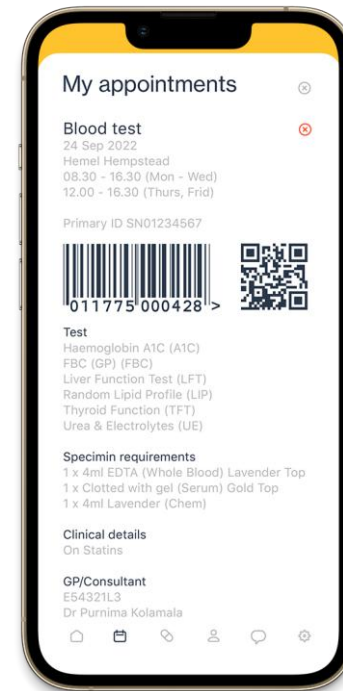 My appointments
Blood test
24 Sep 2022
Hemel Hempstead
08.30 - 16.30 (Mon - Wed)
12.00 - 16.30 (Thurs, Frid)
Primary ID SN01234567
011775 000428 >
Test
Haemoglobin A1C (A1C)
FBC (GP) (FBC)
Liver Function Test (LFT)
Random Lipid Profile (LIP)
Thyroid Function (TFT)
Urea & Electrolytes (UE)
Specimin requirements
1 x 4ml EDTA (Whole Blood) Lavender Top
1 x Clotted with gel (Serum) Gold Top
1 x 4ml Lavender (Chem)
Clinical details
On Statins
GP/Consultant
E54321L3
Dr Purnima Kolamala